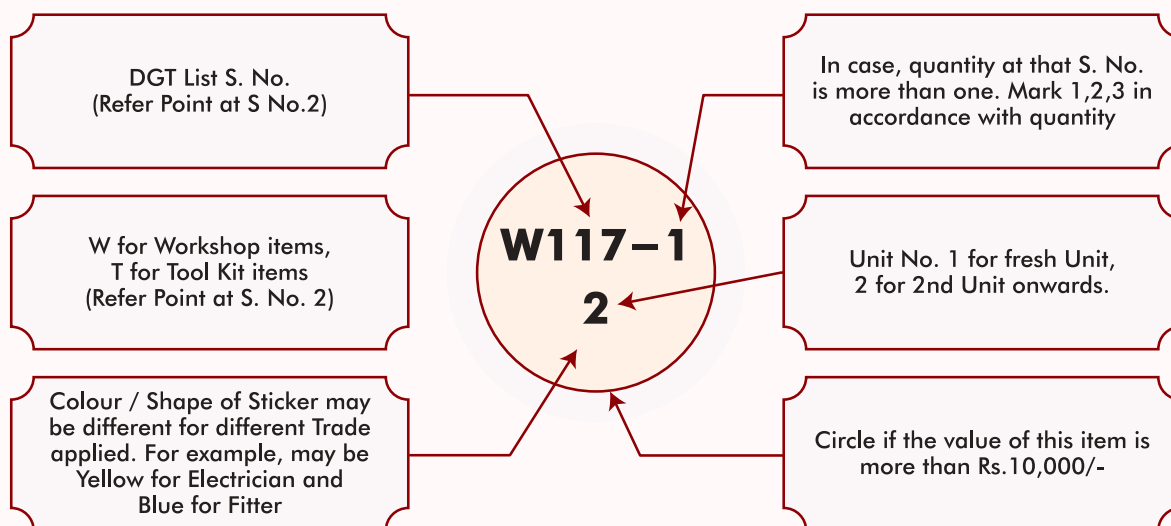 DGT List S. No.
(Refer Point at S No.2)
W for Workshop items,
T for Tool Kit items
(Refer Point at S. No. 2)
Colour / Shape of Sticker may
be different for different Trade
applied. For example, may be
Yellow for Electrician and
Blue for Fitter
W117–1
2
In case, quantity at that S. No.
is more than one. Mark 1,2,3 in
accordance with quantity
Unit No. 1 for fresh Unit,
2 for 2nd Unit onwards.
Circle if the value of this item is
more than Rs.10,000/-